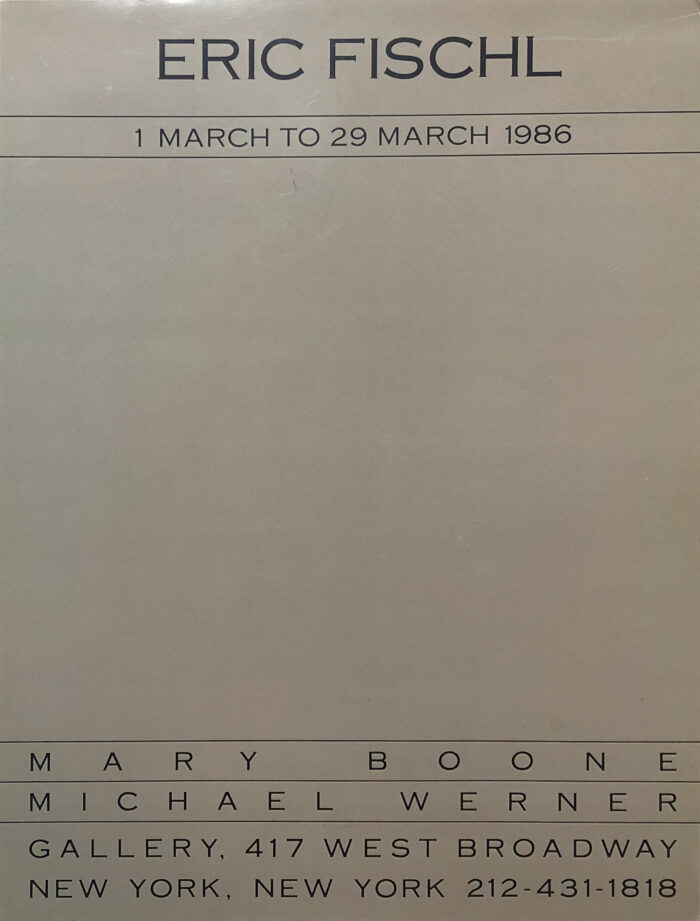 ERIC FISCHL
1 MARCH TO 29 MARCH 1986
MARY BOONE
MICHAEL WERNER
GALLERY, 417 WEST BROADWAY
NEW YORK, NEW YORK 212-431-1818